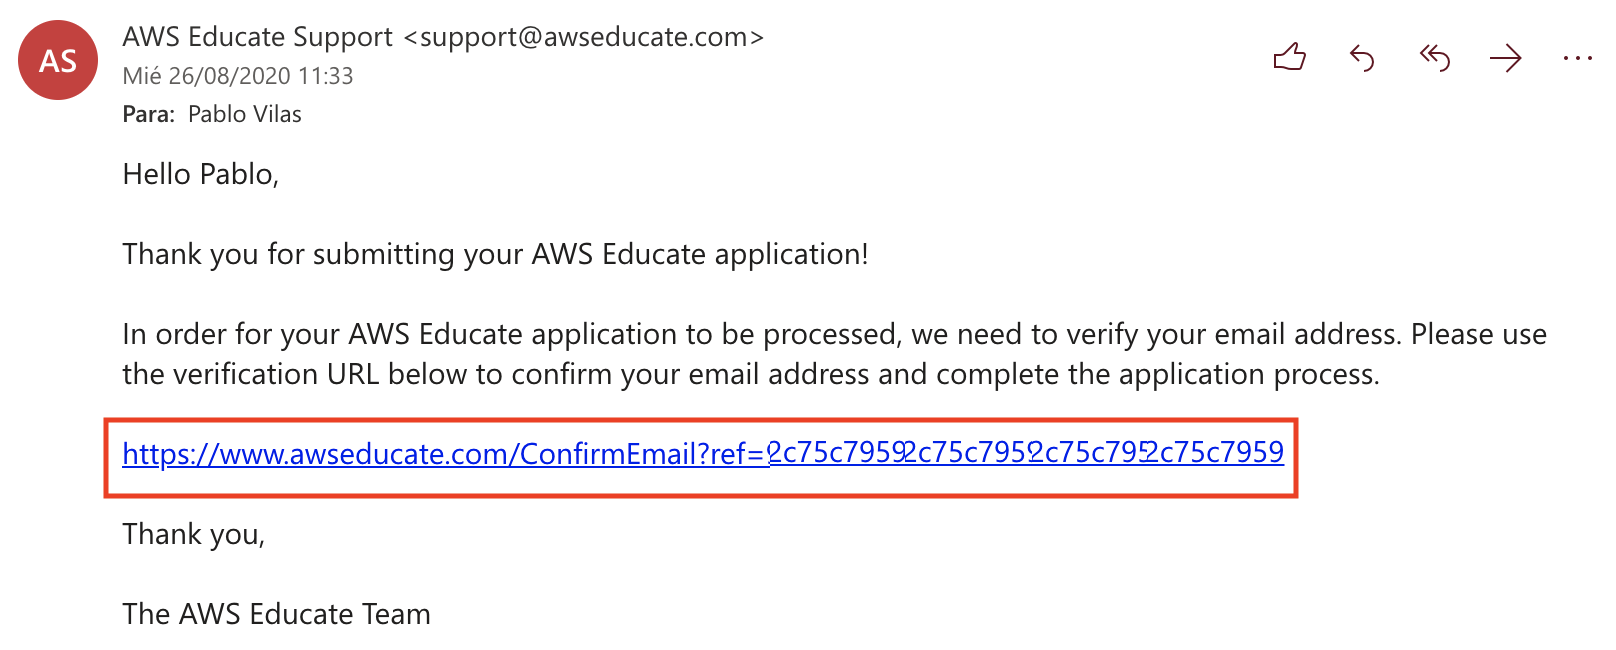 AS
AWS Educate Support <support@awseducate.com>
Mié 26/08/2020 11:33
Para: Pablo Vilas
Hello Pablo,
Thank you for submitting your AWS Educate application!
In order for your AWS Educate application to be processed, we need to verify your email address. Please use
the verification URL below to confirm your email address and complete the application process.
https://www.awseducate.com/ConfirmEmail?ref=2c75c79592c75c7952c75c7952c75c7959
Thank you,
The AWS Educate Team